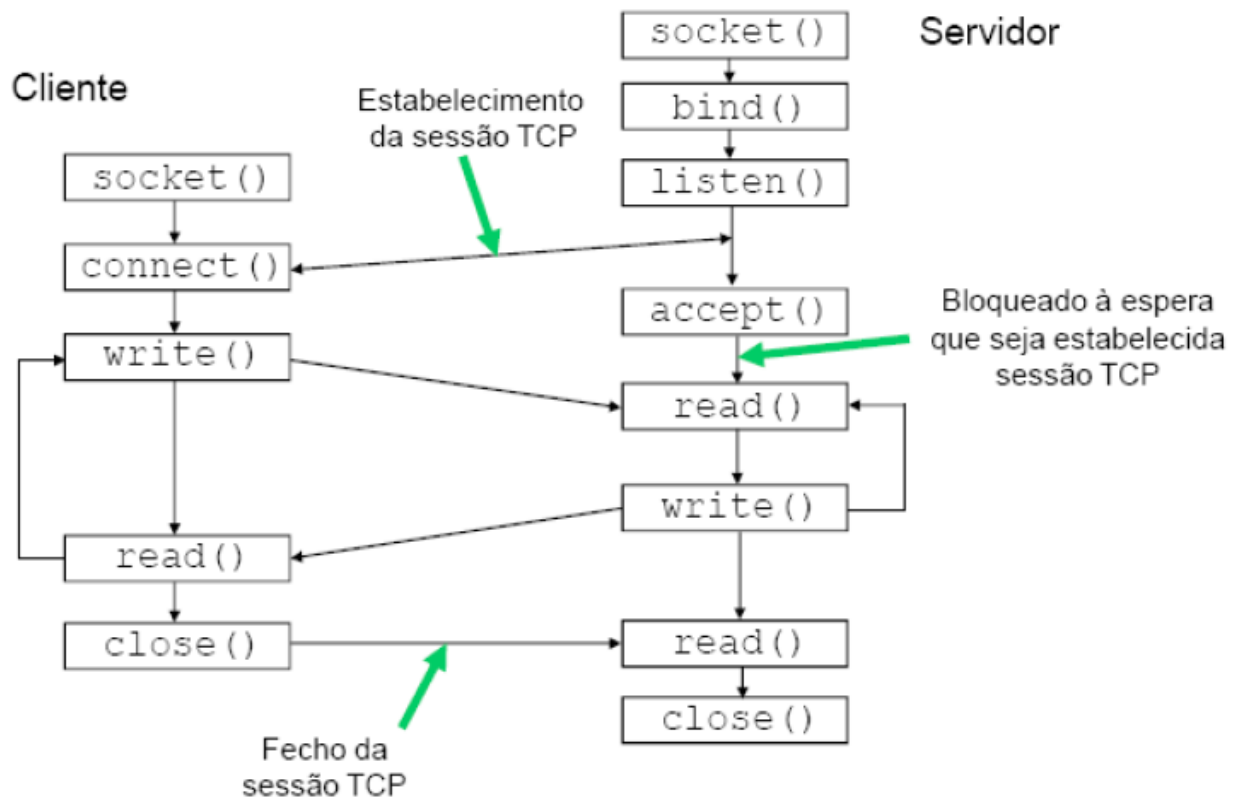 Cliente
Servidor
socket()
bind()
listen()
Estabelecimento
da sessão TCP
socket()
connect()
write()
read()
close()
accept()
Bloqueado à espera
que seja estabelecida
sessão TCP
read()
write()
read()
close()
Fecho da
sessão TCP